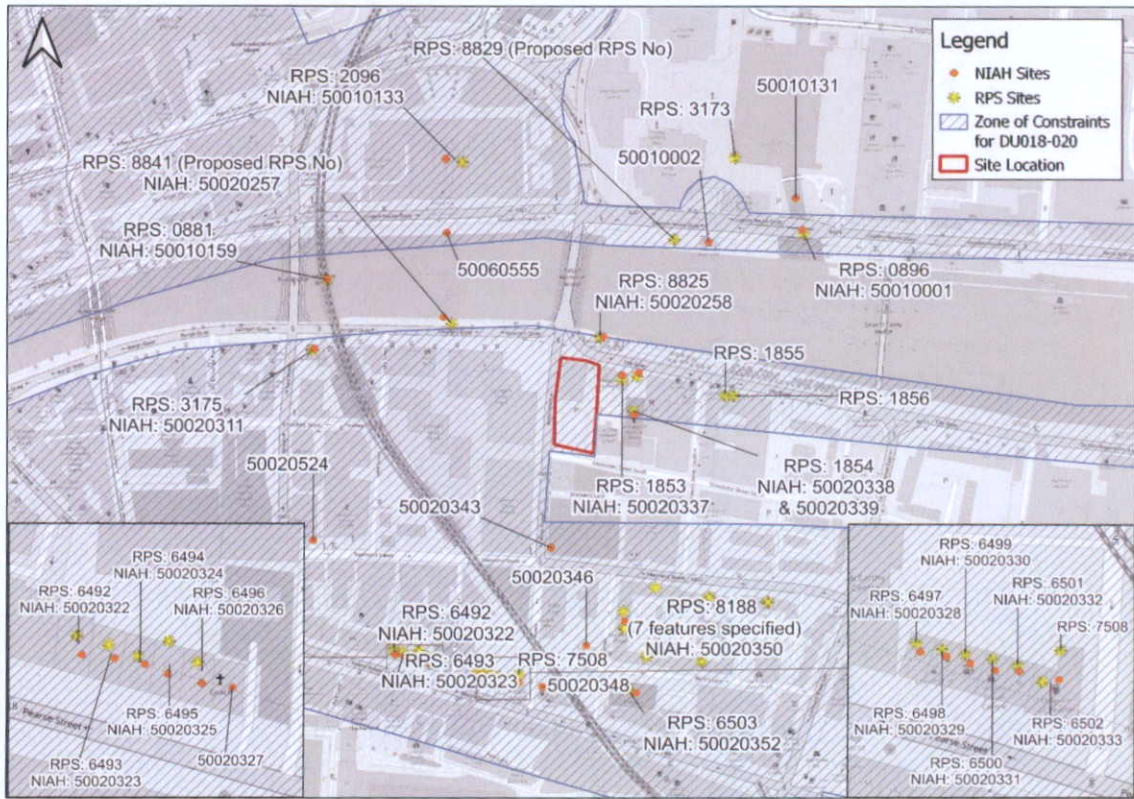 RPS: 8829 (Proposed RPS No)
RPS: 2096
NIAH: 50010133
RPS: 3173
50010131
Legend
NIAH Sites
RPS Sites
Zone of Constraints
for DU018-020
Site Location
RPS: 8841 (Proposed RPS No)
NIAH: 50020257
50010002
RPS: 0881
NIAH: 50010159
50060555
RPS: 8825
NIAH: 50020258
RPS: 0896
NIAH: 50010001
RPS: 1855
RPS: 1856
RPS: 3175
NIAH: 50020311
50020524
50020343
RPS: 1853
NIAH: 50020337
RPS: 1854
NIAH: 50020338
& 50020339
50020346
RPS: 6492
NIAH: 50020322
RPS: 6493
NIAH: 50020323
RPS: 7508
50020348
RPS: 8188
(7 features specified)
NIAH: 50020350
RPS: 6503
NIAH: 50020352
RPS: 6494
NIAH: 50020324
RPS: 6492
NIAH: 50020322
RPS: 6496
NIAH: 50020326
RPS: 6495
NIAH: 50020325
RPS: 6493
NIAH: 50020323
50020327
Pearse Street
RPS: 6499
NIAH: 50020330
RPS: 6497
NIAH: 50020328
RPS: 6501
NIAH: 50020332
RPS: 7508
RPS: 6498
NIAH: 50020329
RPS: 6502
NIAH: 50020333
RPS: 6500
NIAH: 50020331
Pearse Street